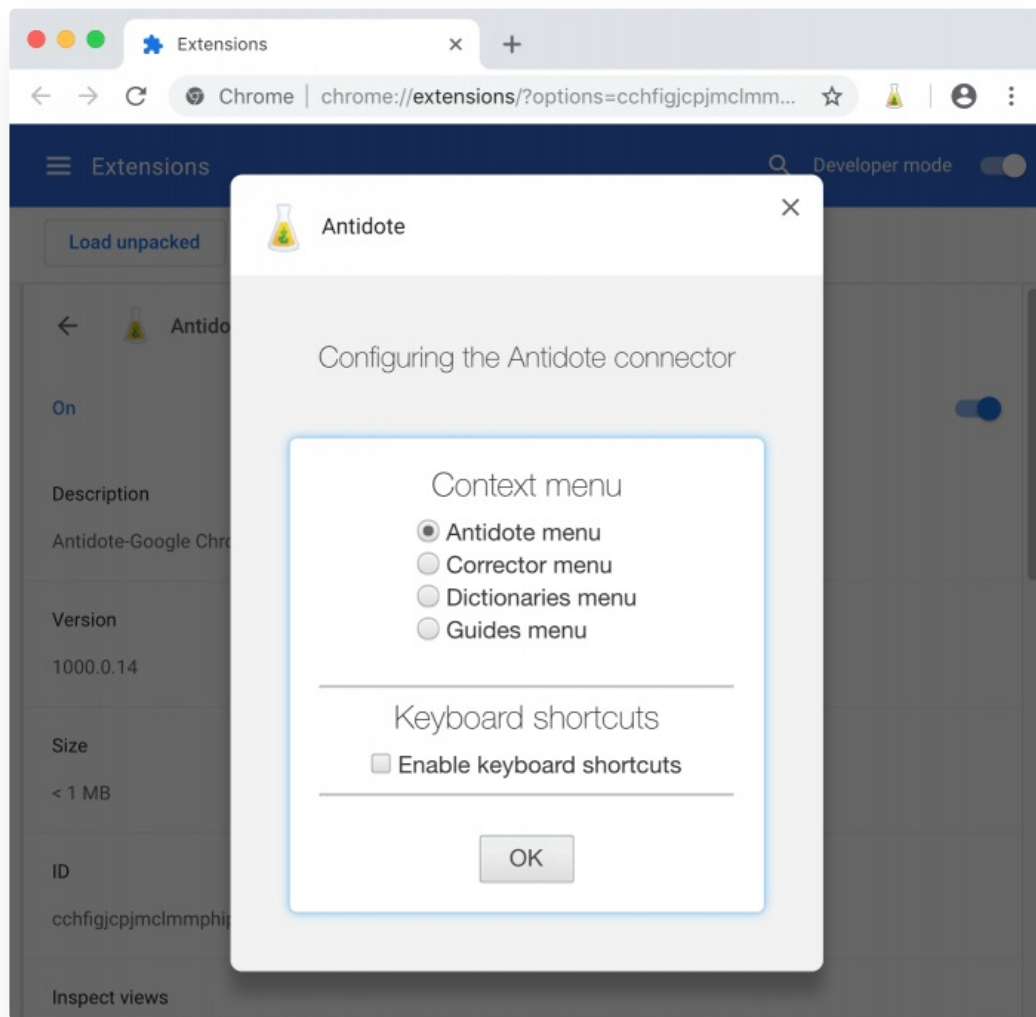 Extensions
Chrome | chrome://extensions/?options=cchfigjcpjmclmm...
Extensions
Developer mode
Load unpacked
Antidote
Antido
Configuring the Antidote connector
On
Context menu
Description
Antidote menu
Antidote-Google Chro
Corrector menu
Dictionaries menu
Version
Guides menu
1000.0.14
Keyboard shortcuts
Size
Enable keyboard shortcuts
< 1 MB
OK
ID
cchfigjcpjmclmmphip
Inspect views